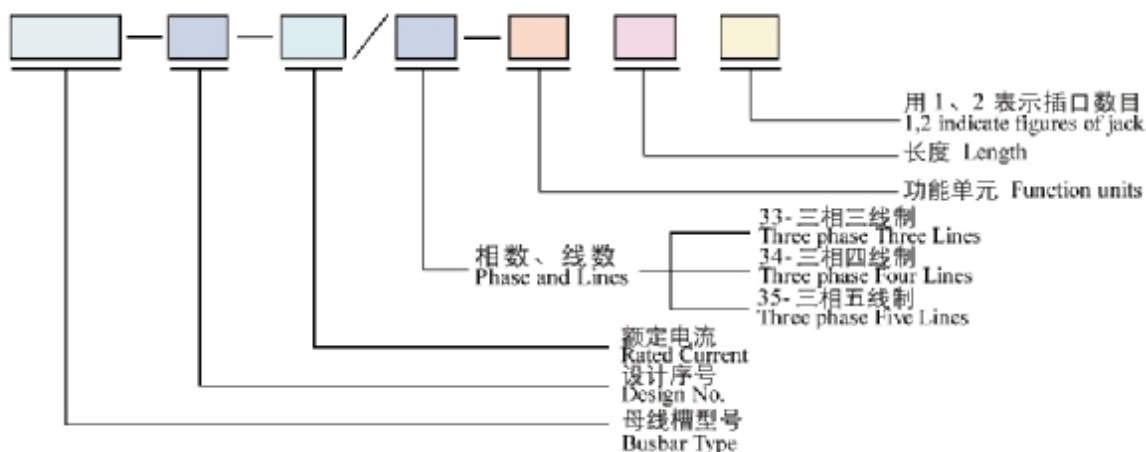 用1、2 表示插口数目
1,2 indicate figures of jack
长度 Length
功能单元 Function units
33-三相三线制
Three phase Three Lines
相数、线数
Phase and Lines
34-三相四线制
Three phase Four Lines
35-三相五线制
Three phase Five Lines
额定电流
Rated Current
设计序号
Design No.
母线槽型号
Busbar Type